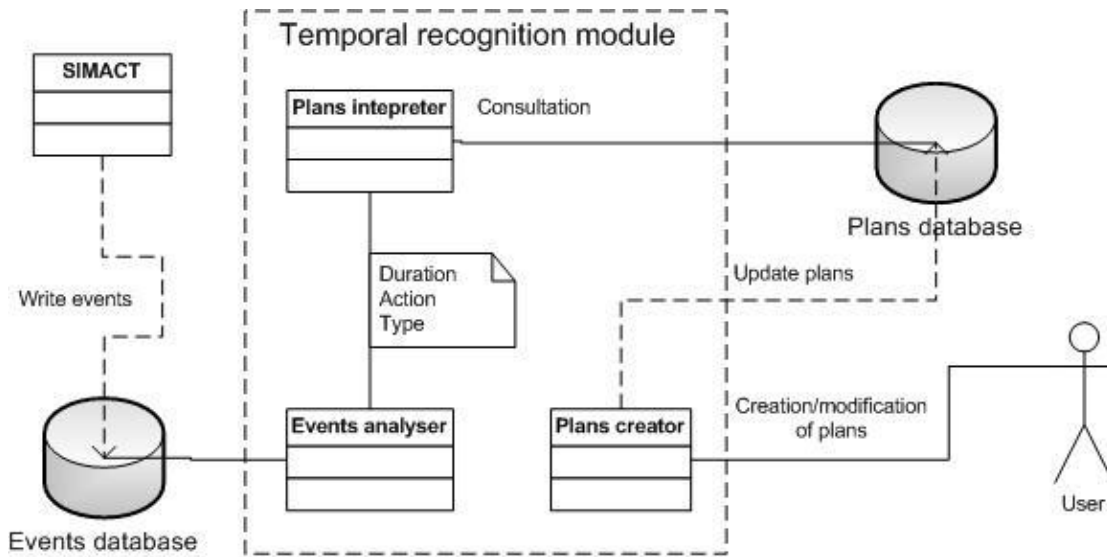 Temporal recognition module
SIMACT
Plans intepreter
Consultation
Plans database
Duration
Action
Type
Update plans
Write events
Events analyser
Plans creator
Creation/modification
of plans
User
Events database